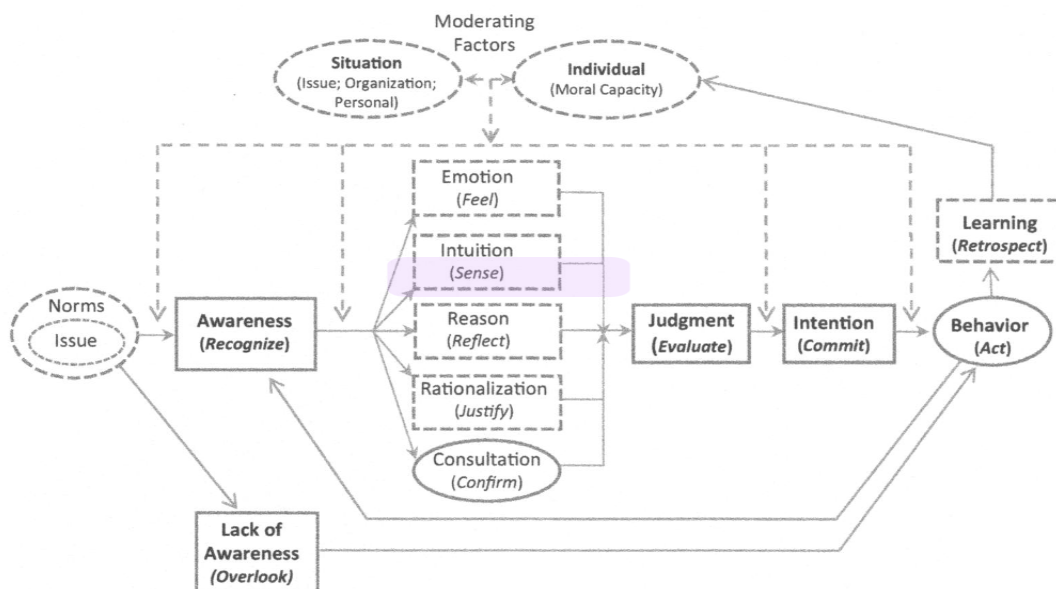 Moderating
Factors
Situation
(Issue; Organization;
Personal)
Individual
(Moral Capacity)
Emotion
(Feel)
Intuition
(Sense)
Reason
(Reflect)
Rationalization
(Justify)
Consultation
(Confirm)
Norms
Issue
Awareness
(Recognize)
Judgment
(Evaluate)
Intention
(Commit)
Behavior
(Act)
Learning
(Retrospect)
Lack of
Awareness
(Overlook)